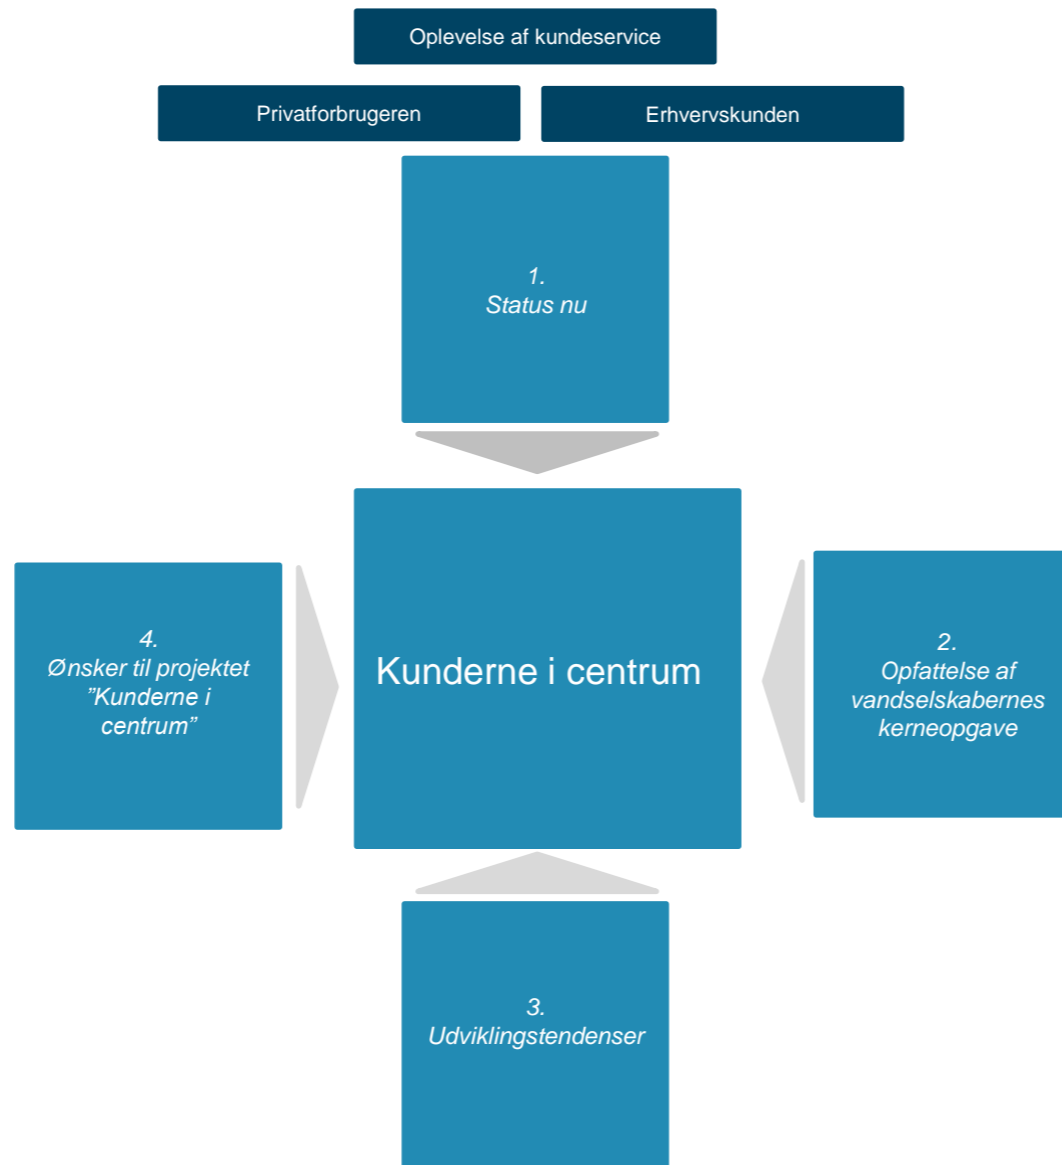 Oplevelse af kundeservice
Privatforbrugeren
Erhvervskunden
1.
Status nu
Kunderne i centrum
4.
Ønsker til projektet
”Kunderne i
centrum”
2.
Opfattelse af
vandselskabernes
kerneopgave
3.
Udviklingstendenser